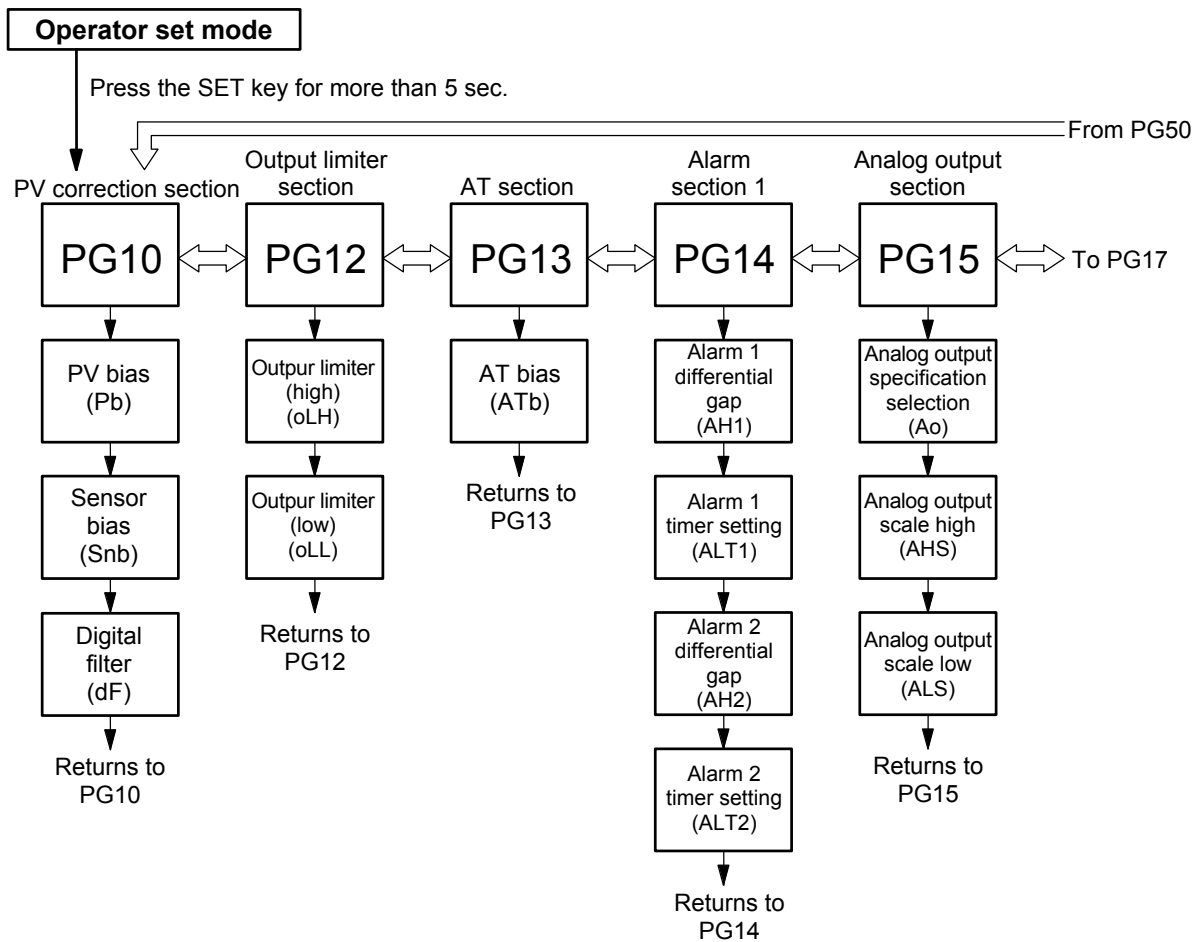 Operator set mode
Press the SET key for more than 5 sec.
From PG50
PV correction section
Output limiter
section
AT section
Alarm
section 1
Analog output
section
PG10
PG12
PG13
PG14
PG15
To PG17
PV bias
(Pb)
Sensor
bias
(Snb)
Digital
filter
(dF)
Returns to
PG10
Outpur limiter
(high)
(oLH)
Outpur limiter
(low)
(oLL)
Returns to
PG12
AT bias
(ATb)
Returns to
PG13
Alarm 1
differential
gap
(AH1)
Alarm 1
timer setting
(ALT1)
Alarm 2
differential
gap
(AH2)
Alarm 2
timer setting
(ALT2)
Returns to
PG14
Analog output
specification
selection
(Ao)
Analog output
scale high
(AHS)
Analog output
scale low
(ALS)
Returns to
PG15